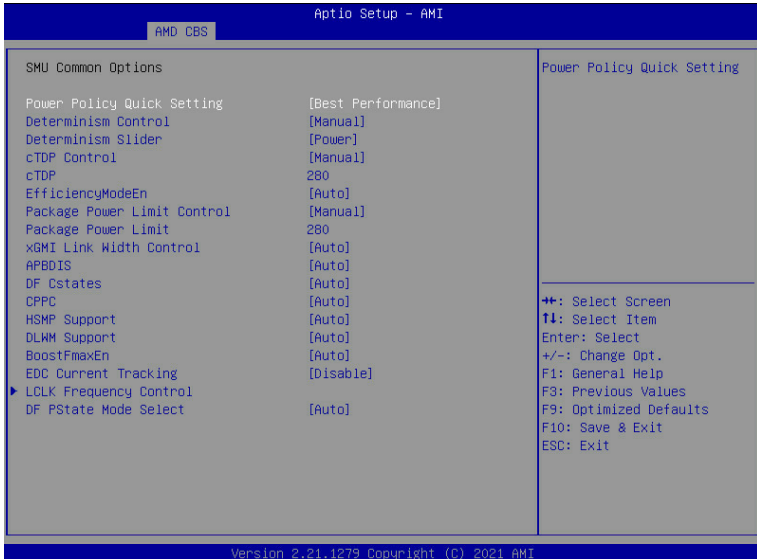 Aptio Setup - AMI
AMD CBS
SMU Common Options
Power Policy Quick Setting [Best Performance]
Determinism Control [Manual]
Determinism Slider [Power]
cTDP Control [Manual]
cTDP 280
EfficiencyModeEn [Auto]
Package Power Limit Control [Manual]
Package Power Limit 280
xGMI Link Width Control [Auto]
APBDIS [Auto]
DF Cstates [Auto]
CPPC [Auto]
HSMP Support [Auto]
DLWM Support [Auto]
BoostFmaxEn [Auto]
EDC Current Tracking [Disable]
LCLK Frequency Control
DF PState Mode Select [Auto]
Power Policy Quick Setting
→←: Select Screen
↑↓: Select Item
Enter: Select
+/-: Change Opt.
F1: General Help
F3: Previous Values
F9: Optimized Defaults
F10: Save & Exit
ESC: Exit
Version 2.21.1279 Copyright (C) 2021 AMI